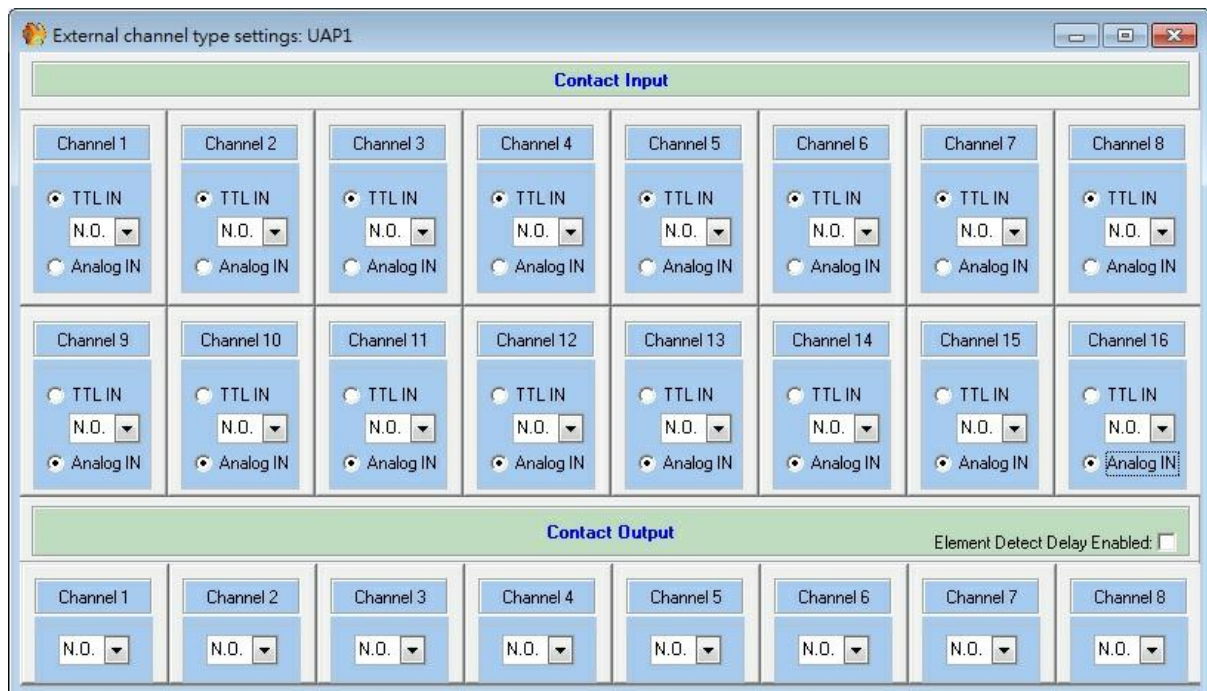 External channel type settings: UAP1
Contact Input
Channel 1 Channel 2 Channel 3 Channel 4 Channel 5 Channel 6 Channel 7 Channel 8
TTL IN TTL IN TTL IN TTL IN TTL IN TTL IN TTL IN TTL IN
N.O. N.O. N.O. N.O. N.O. N.O. N.O. N.O.
Analog IN Analog IN Analog IN Analog IN Analog IN Analog IN Analog IN Analog IN
Channel 9 Channel 10 Channel 11 Channel 12 Channel 13 Channel 14 Channel 15 Channel 16
TTL IN TTL IN TTL IN TTL IN TTL IN TTL IN TTL IN TTL IN
N.O. N.O. N.O. N.O. N.O. N.O. N.O. N.O.
Analog IN Analog IN Analog IN Analog IN Analog IN Analog IN Analog IN Analog IN
Contact Output
Element Detect Delay Enabled:
Channel 1 Channel 2 Channel 3 Channel 4 Channel 5 Channel 6 Channel 7 Channel 8
N.O. N.O. N.O. N.O. N.O. N.O. N.O. N.O.